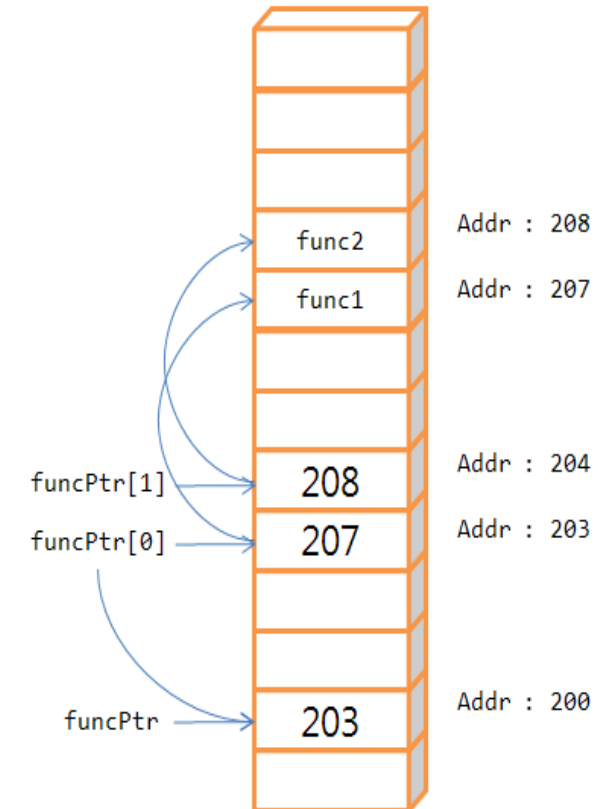 func2 Addr : 208
func1 Addr : 207
funcPtr[1] 208 Addr : 204
funcPtr[0] 207 Addr : 203
funcPtr 203 Addr : 200